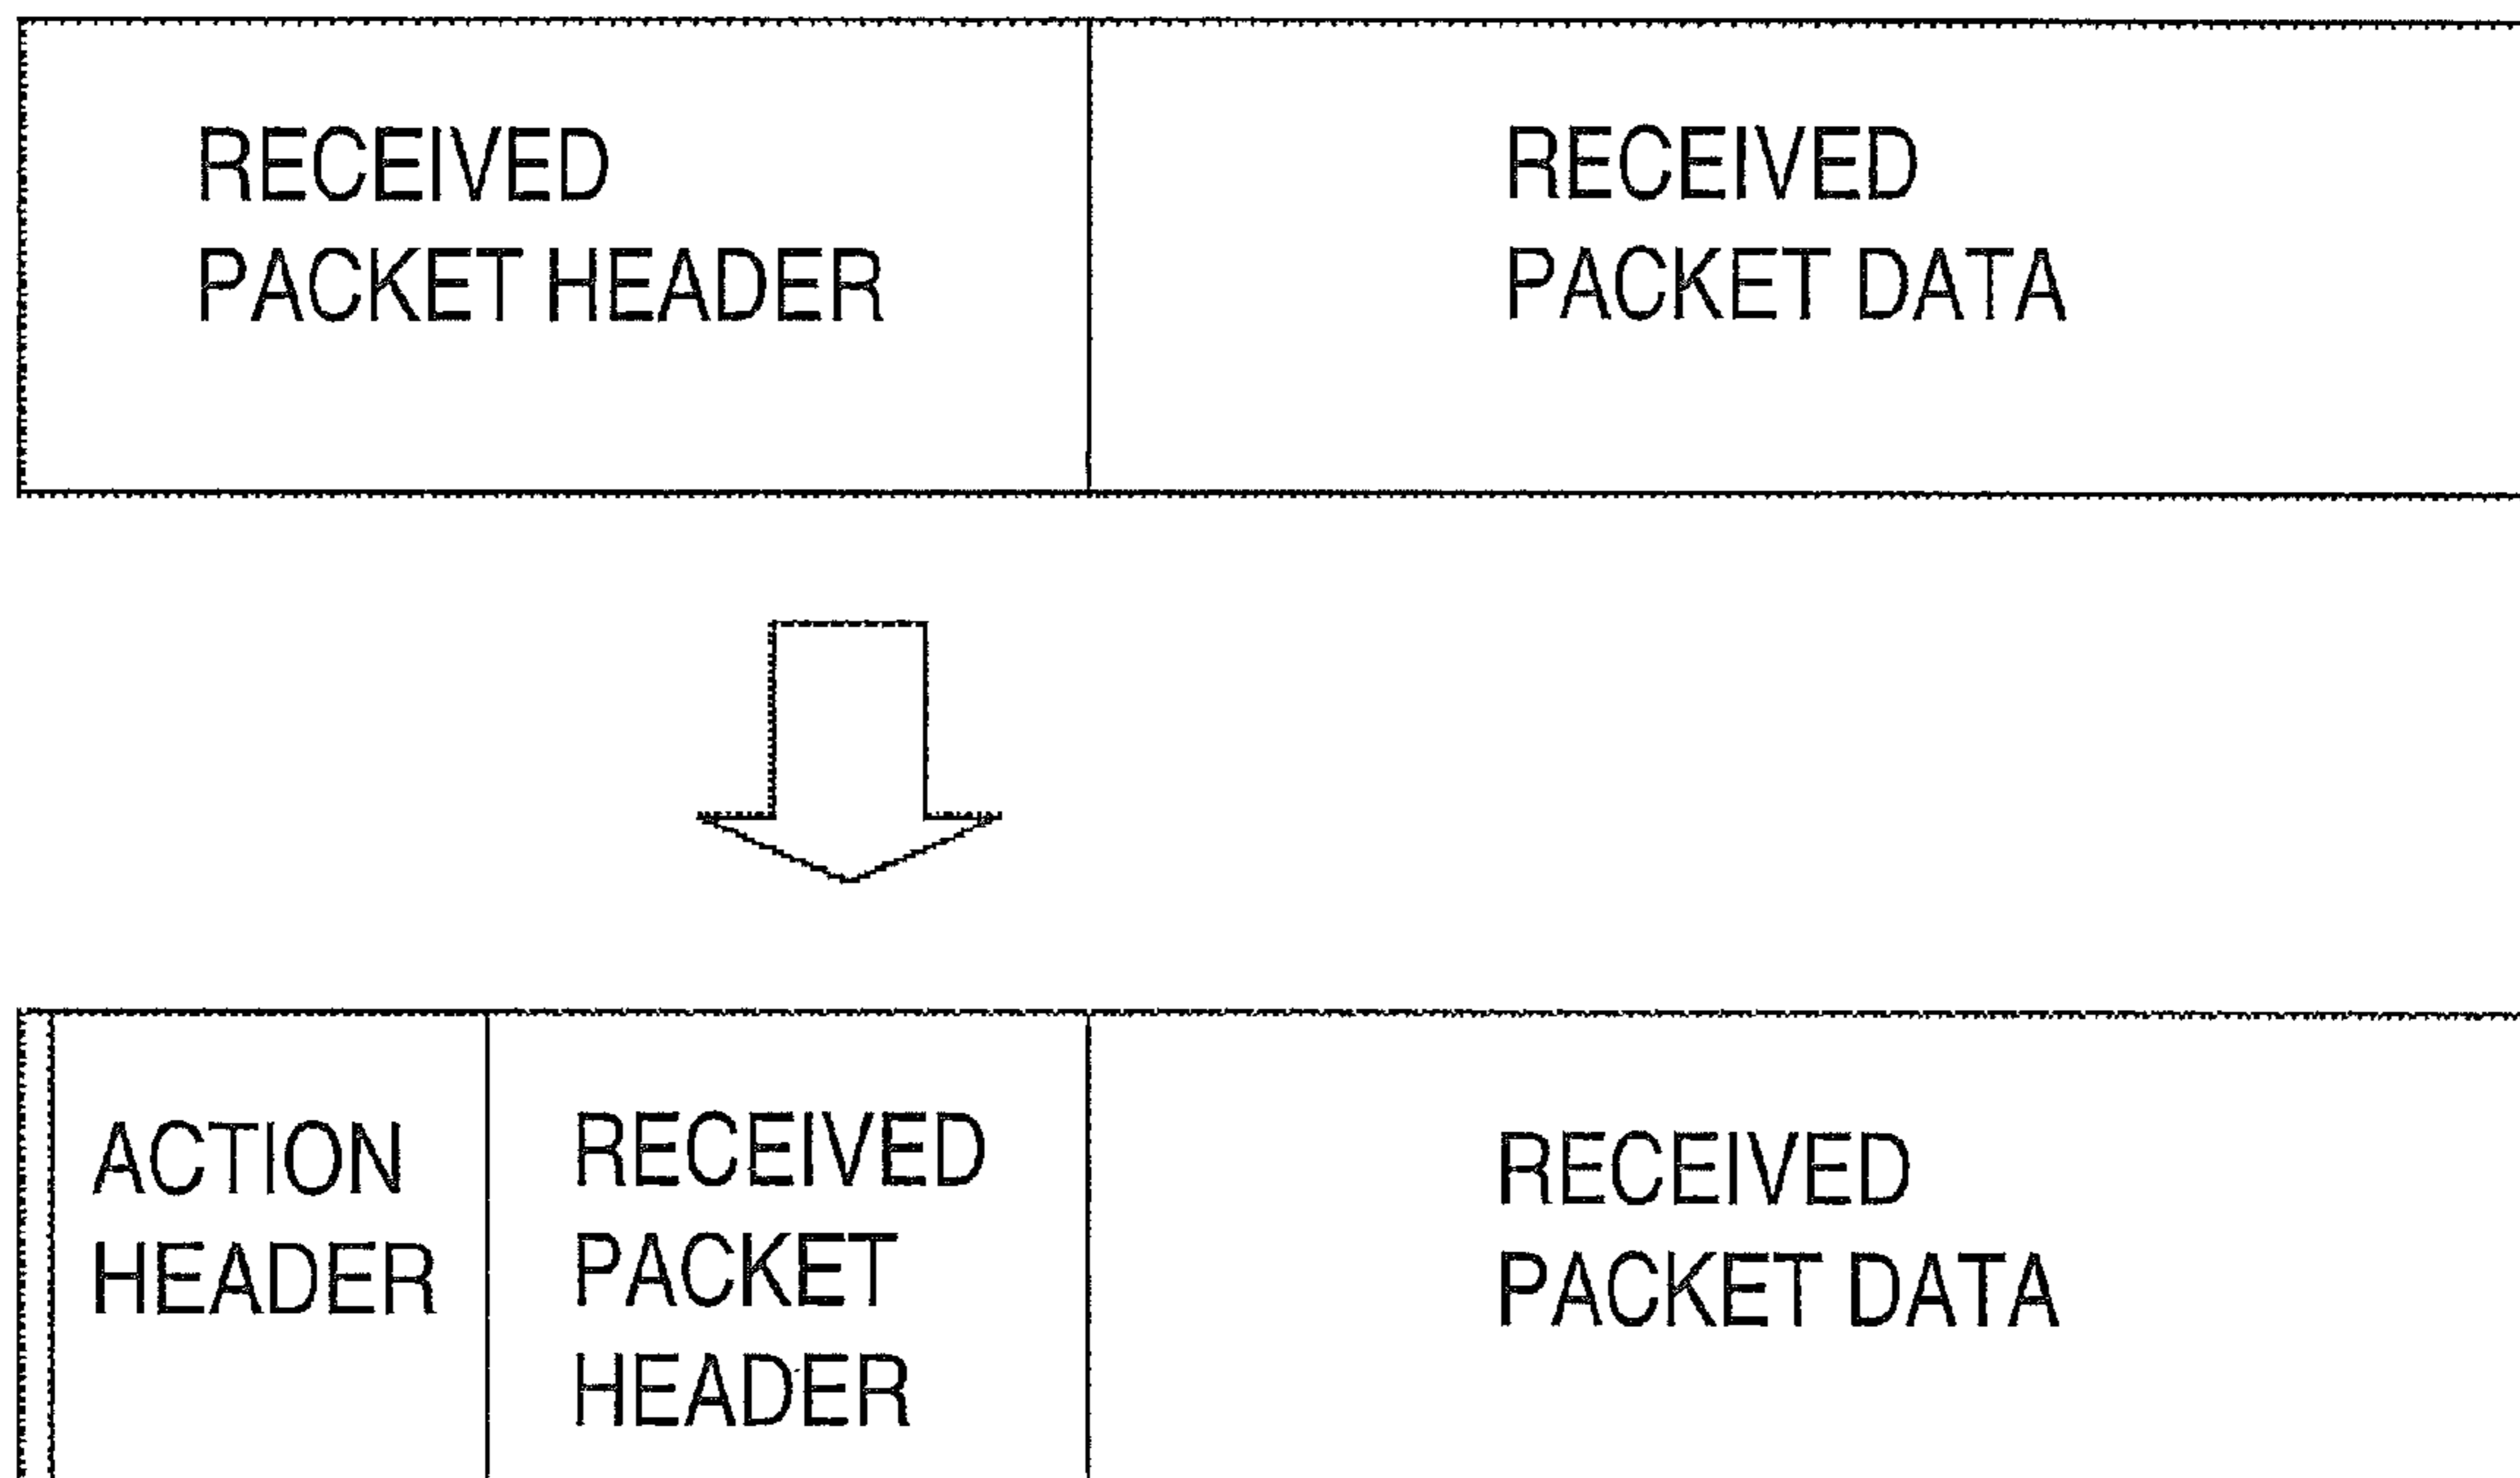 RECEIVED
PACKET HEADER
RECEIVED
PACKET DATA
ACTION
HEADER
RECEIVED
PACKET
HEADER
RECEIVED
PACKET DATA